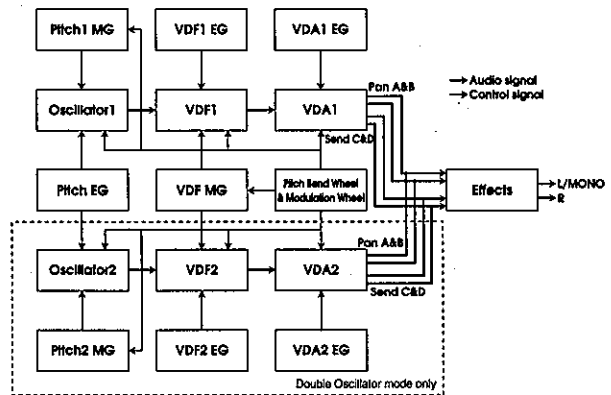 Pitch1 MG
VDF1 EG
VDA1 EG
Pan A&B
Audio signal
Control signal
Oscillator1
VDF1
VDA1
Send C&D
Pitch EG
VDF MG
Pitch Bend Wheel
& Modulation Wheel
Effects
L/MONO
R
Pan A&B
Oscillator2
VDF2
VDA2
Send C&D
Pitch2 MG
VDF2 EG
VDA2 EG
Double Oscillator mode only